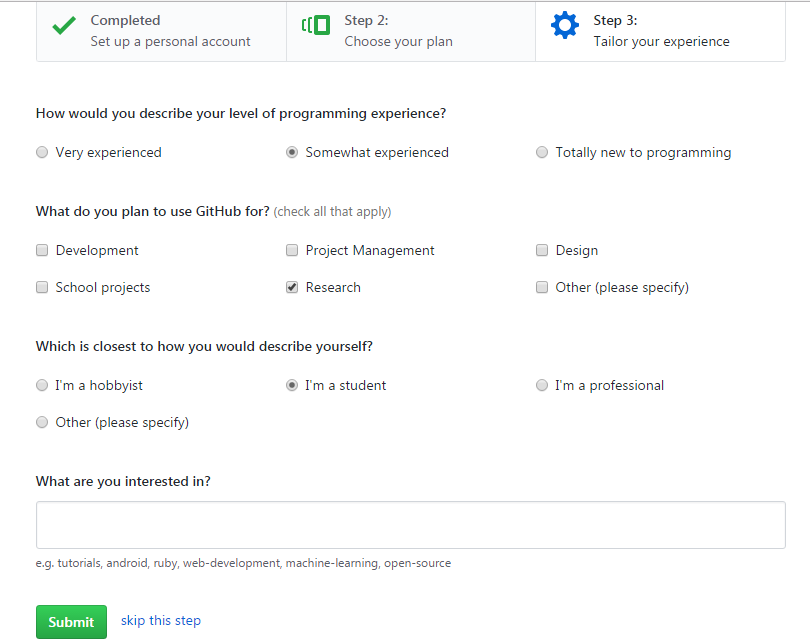 Completed
Set up a personal account
Step 2:
Choose your plan
Step 3:
Tailor your experience
How would you describe your level of programming experience?
Very experienced
Somewhat experienced
Totally new to programming
What do you plan to use GitHub for? (check all that apply)
Development
Project Management
Design
School projects
Research
Other (please specify)
Which is closest to how you would describe yourself?
I'm a hobbyist
I'm a student
I'm a professional
Other (please specify)
What are you interested in?
e.g. tutorials, android, ruby, web-development, machine-learning, open-source
Submit
skip this step